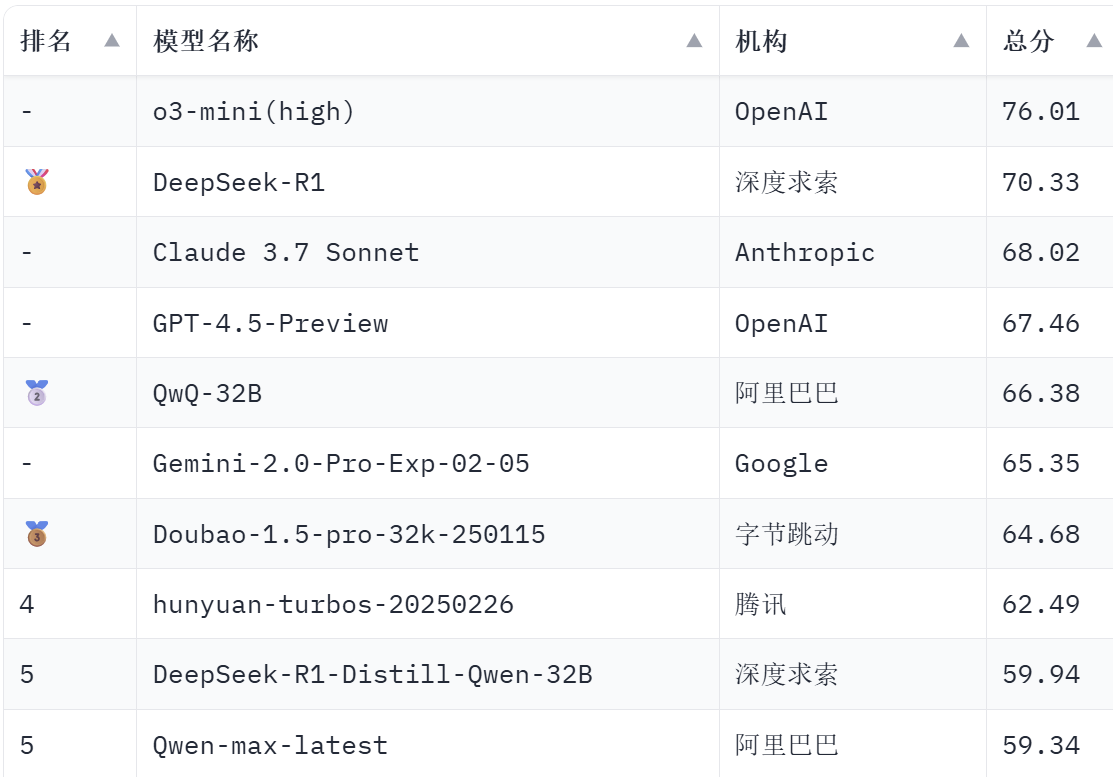 排名 ▲ 模型名称 ▲ 机构 ▲ 总分 ▲
- o3-mini(high) OpenAI 76.01
DeepSeek-R1 深度求索 70.33
- Claude 3.7 Sonnet Anthropic 68.02
- GPT-4.5-Preview OpenAI 67.46
2 QwQ-32B 阿里巴巴 66.38
- Gemini-2.0-Pro-Exp-02-05 Google 65.35
3 Doubao-1.5-pro-32k-250115 字节跳动 64.68
4 hunyuan-turbos-20250226 腾讯 62.49
5 DeepSeek-R1-Distill-Qwen-32B 深度求索 59.94
5 Qwen-max-latest 阿里巴巴 59.34